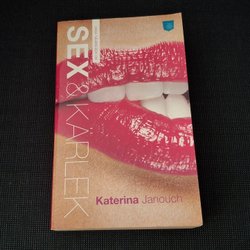 SEX & KÄRLEK
Katerina Janouch